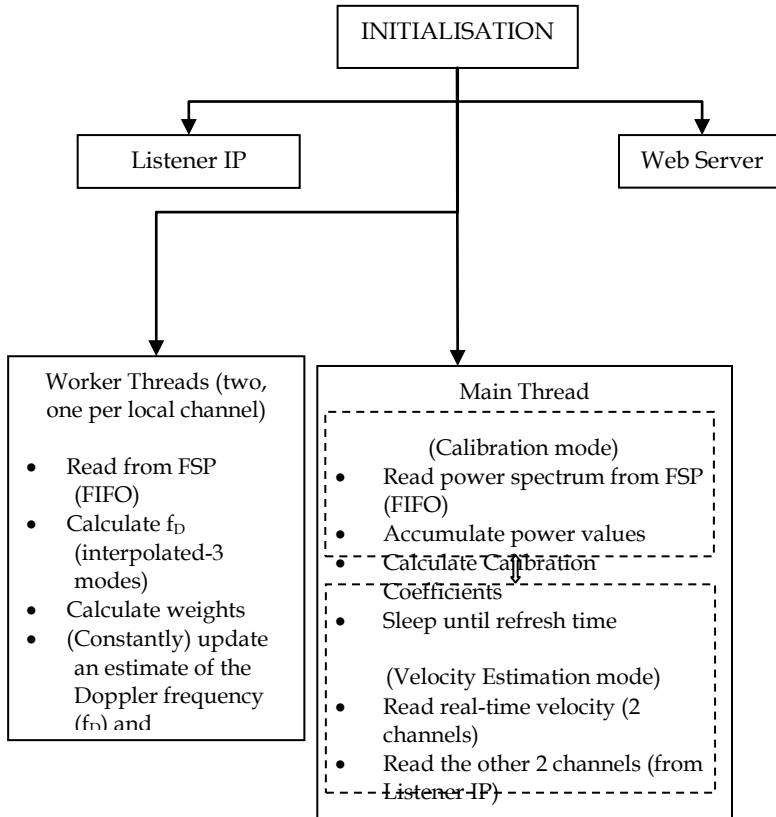 INITIALISATION
Listener IP
Web Server
Worker Threads (two,
one per local channel)
• Read from FSP
(FIFO)
• Calculate fD
(interpolated-3
modes)
• Calculate weights
• (Constantly) update
an estimate of the
Doppler frequency
(fD) and
Main Thread
(Calibration mode)
• Read power spectrum from FSP
(FIFO)
• Accumulate power values
• Calculate Calibration
Coefficients
• Sleep until refresh time
(Velocity Estimation mode)
• Read real-time velocity (2
channels)
• Read the other 2 channels (from
Listener IP)